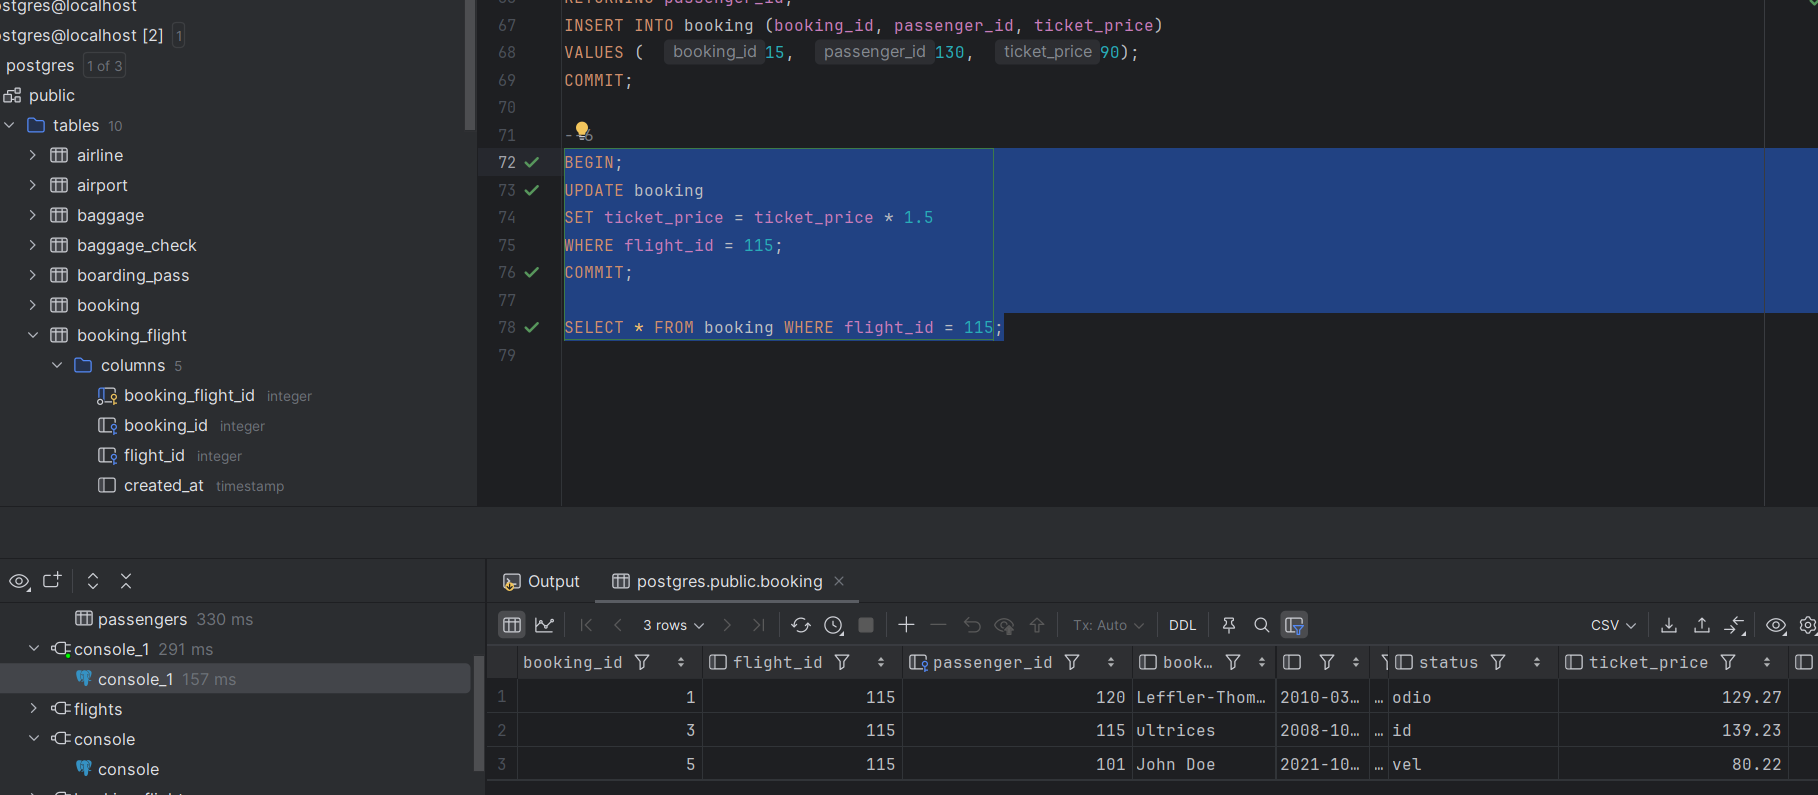 ostgres@localhost
ostgres@localhost [2] 1
postgres 1 of 3
public
tables 10
airline
airport
baggage
baggage_check
boarding_pass
booking
booking_flight
columns 5
booking_flight_id integer
booking_id integer
flight_id integer
created_at timestamp
RETURNING passenger_id;
67 INSERT INTO booking (booking_id, passenger_id, ticket_price)
68 VALUES ( booking_id 15, passenger_id 130, ticket_price 90);
69 COMMIT;
70
71 --6
72 BEGIN;
73 UPDATE booking
74 SET ticket_price = ticket_price * 1.5
75 WHERE flight_id = 115;
76 COMMIT;
77
78 SELECT * FROM booking WHERE flight_id = 115;
79
passengers 330 ms
console_1 291 ms
console_1 157 ms
flights
console
console
Output postgres.public.booking
3 rows Tx: Auto DDL CSV
booking_id flight_id passenger_id book… status ticket_price
1 1 115 120 Leffler-Thom… 2010-03… … odio 129.27
2 3 115 115 ultrices 2008-10… … id 139.23
3 5 115 101 John Doe 2021-10… … vel 80.22